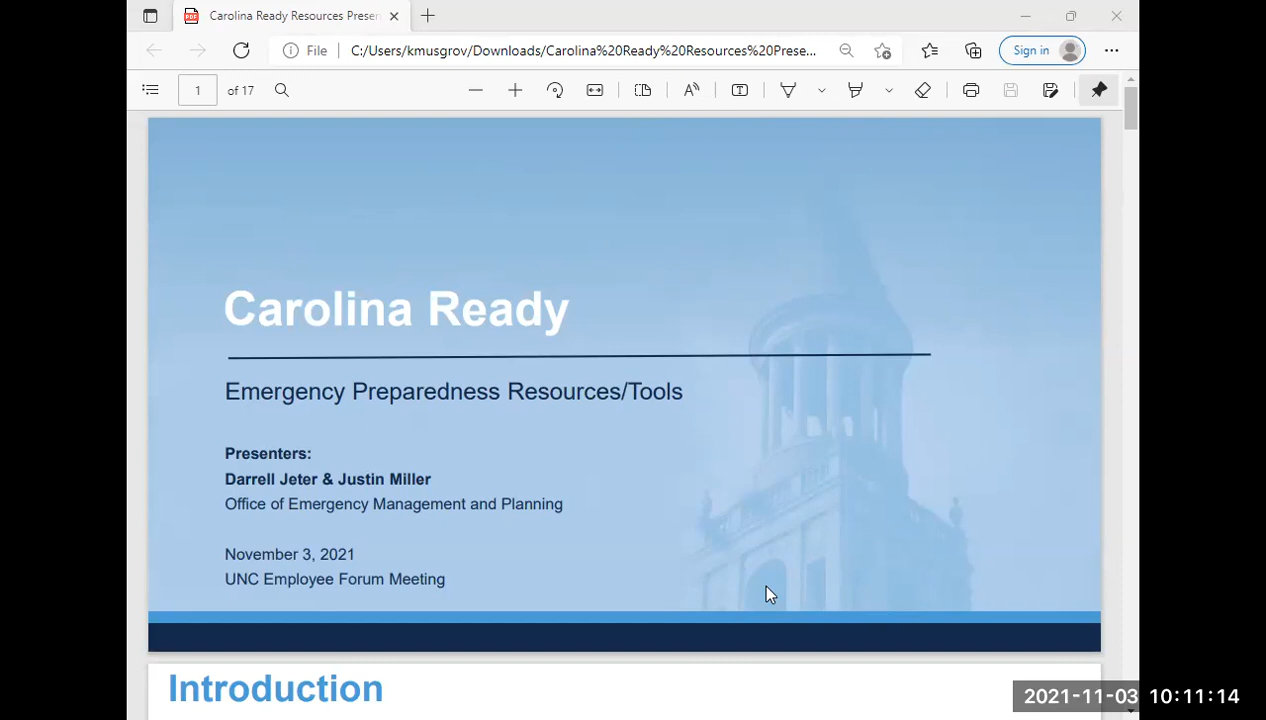 Carolina Ready Resources Presen
File
C:/Users/kmusgrov/Downloads/Carolina%20Ready%20Resources%20Prese...
Sign in
1 of 17
Carolina Ready
Emergency Preparedness Resources/Tools
Presenters:
Darrell Jeter & Justin Miller
Office of Emergency Management and Planning
November 3, 2021
UNC Employee Forum Meeting
Introduction
2021-11-03 10:11:14